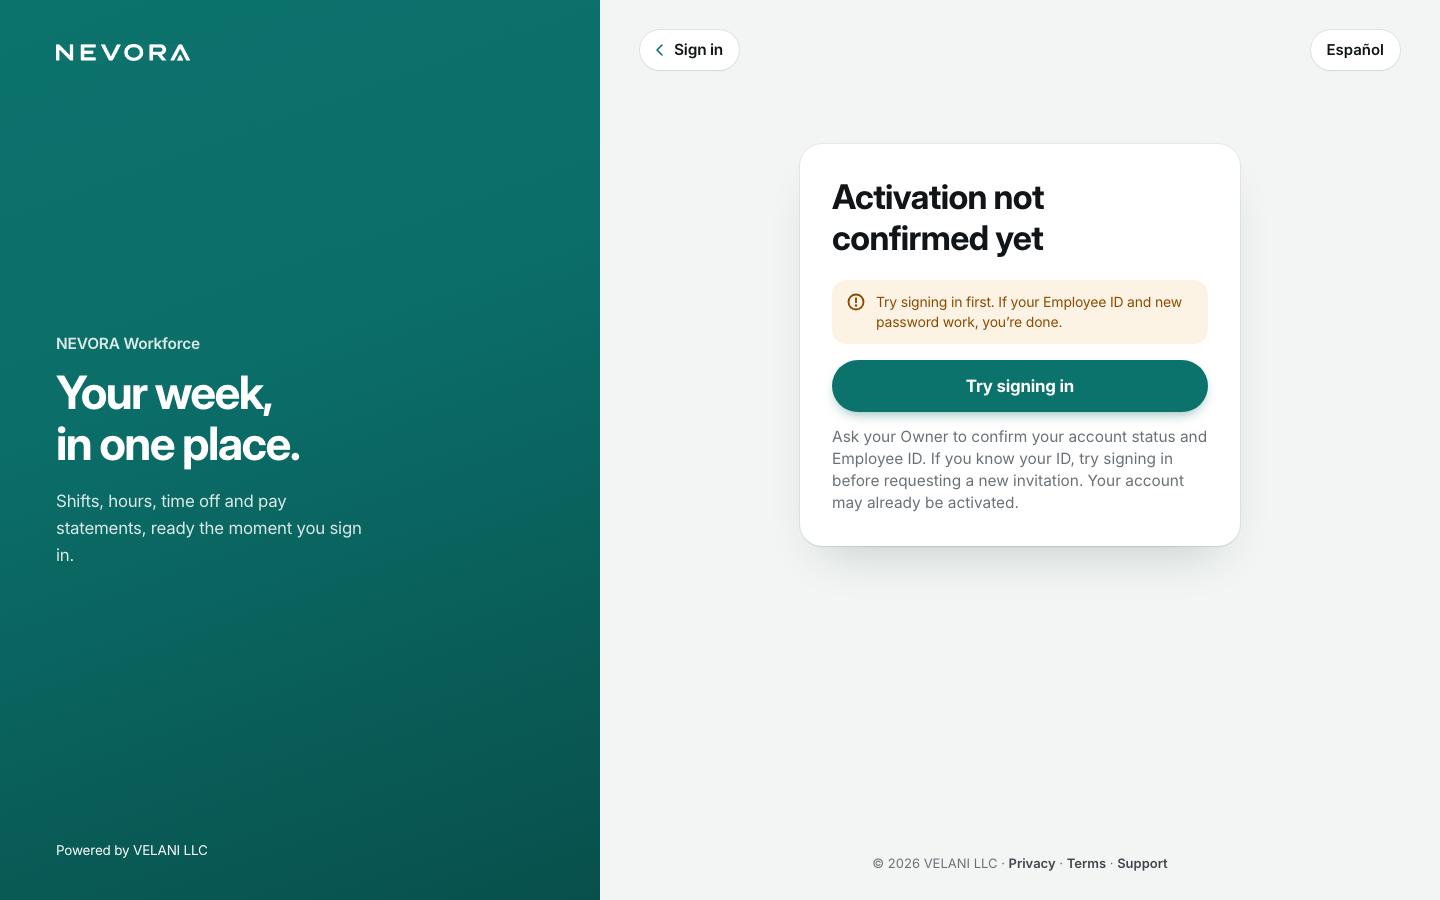 NEVORA
Sign in
Español
NEVORA Workforce
Your week,
in one place.
Shifts, hours, time off and pay
statements, ready the moment you sign
in.
Powered by VELANI LLC
Activation not
confirmed yet
Try signing in first. If your Employee ID and new
password work, you’re done.
Try signing in
Ask your Owner to confirm your account status and
Employee ID. If you know your ID, try signing in
before requesting a new invitation. Your account
may already be activated.
© 2026 VELANI LLC · Privacy · Terms · Support